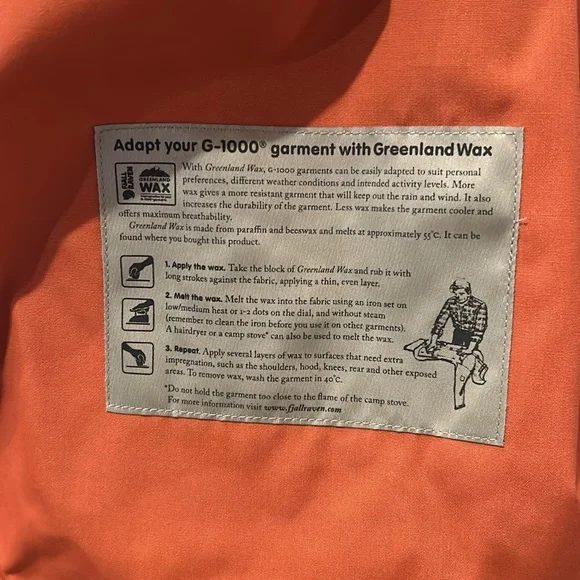 Adapt your G-1000® garment with Greenland Wax
FJÄLL
RÄVEN
GREENLAND
WAX
With Greenland Wax, G-1000 garments can be easily adapted to suit personal
preferences, different weather conditions and intended activity levels. More
wax gives a more resistant garment that will keep out the rain and wind. It also
increases the durability of the garment. Less wax makes the garment cooler and
offers maximum breathability.
Greenland Wax is made from paraffin and beeswax and melts at approximately 55°C. It can be
found where you bought this product.
1. Apply the wax. Take the block of Greenland Wax and rub it with
long strokes against the fabric, applying a thin, even layer.
2. Melt the wax. Melt the wax into the fabric using an iron set on
low/medium heat or 1-2 dots on the dial, and without steam
(remember to clean the iron before you use it on other garments).
A hairdryer or a camp stove* can also be used to melt the wax.
3. Repeat. Apply several layers of wax to surfaces that need extra
impregnation, such as the shoulders, hood, knees, rear and other exposed
areas. To remove wax, wash the garment in 40°C.
*Do not hold the garment too close to the flame of the camp stove.
For more information visit www.fjallraven.com